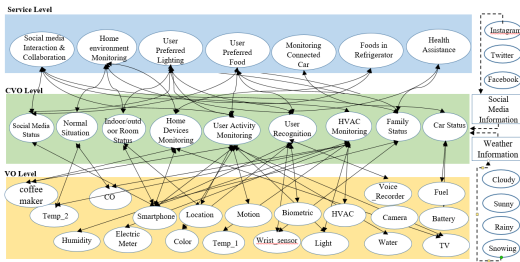 Service Level
Social media
Interaction &
Collaboration
Home
environment
Monitoring
User
Preferred
Lighting
User
Preferred
Food
Monitoring
Connected
Car
Foods in
Refrigerator
Health
Assistance
Instagram
Twitter
Facebook
Social
Media
Information
Weather
Information
Cloudy
Sunny
Rainy
Snowing
CVO Level
Social Media
Status
Normal
Situation
Indoor/outd
oor Room
Status
Home
Devices
Monitoring
User Activity
Monitoring
User
Recognition
HVAC
Monitoring
Family
Status
Car Status
VO Level
coffee
maker
Temp_2
CO
Smartphone
Location
Motion
Biometric
HVAC
Voice
_Recorder
Camera
Fuel
Battery
Humidity
Electric
Meter
Color
Temp_1
Wrist_sensor
Light
Water
TV